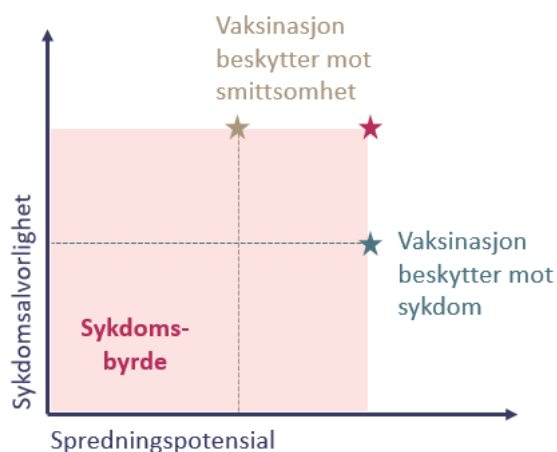 Vaksinasjon
beskytter mot
smittsomhet
Vaksinasjon
beskytter mot
sykdom
Sykdoms-
byrde
Sykdomsalvorlighet
Spredningspotensial